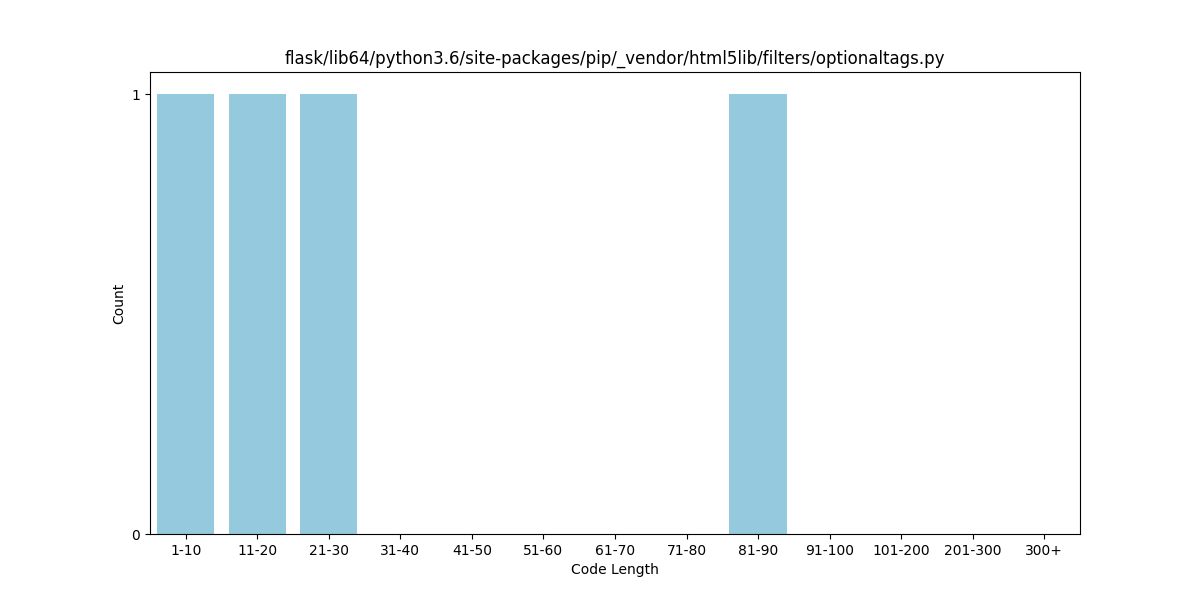 flask/lib64/python3.6/site-packages/pip/_vendor/html5lib/filters/optionaltags.py
1
Count
0
1-10 11-20 21-30 31-40 41-50 51-60 61-70 71-80 81-90 91-100 101-200 201-300 300+
Code Length